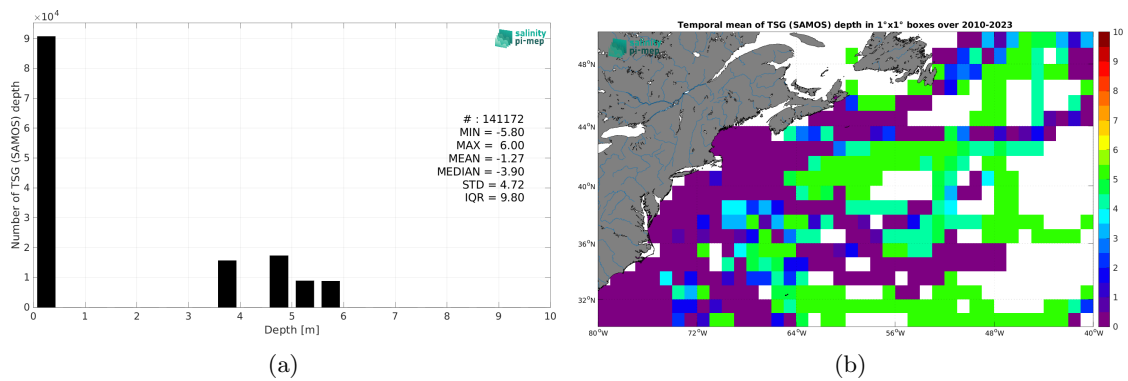 ×10⁴
9
8
7
6
5
4
3
2
1
0
Number of TSG (SAMOS) depth
salinity
pi-mep
# : 141172
MIN = -5.80
MAX = 6.00
MEAN = -1.27
MEDIAN = -3.90
STD = 4.72
IQR = 9.80
0 1 2 3 4 5 6 7 8 9 10
Depth [m]
(a)
Temporal mean of TSG (SAMOS) depth in 1°x1° boxes over 2010-2023
pi-mep
48°N
44°N
40°N
36°N
32°N
80°W 72°W 64°W 56°W 48°W 40°W
10
9
8
7
6
5
4
3
2
1
0
(b)